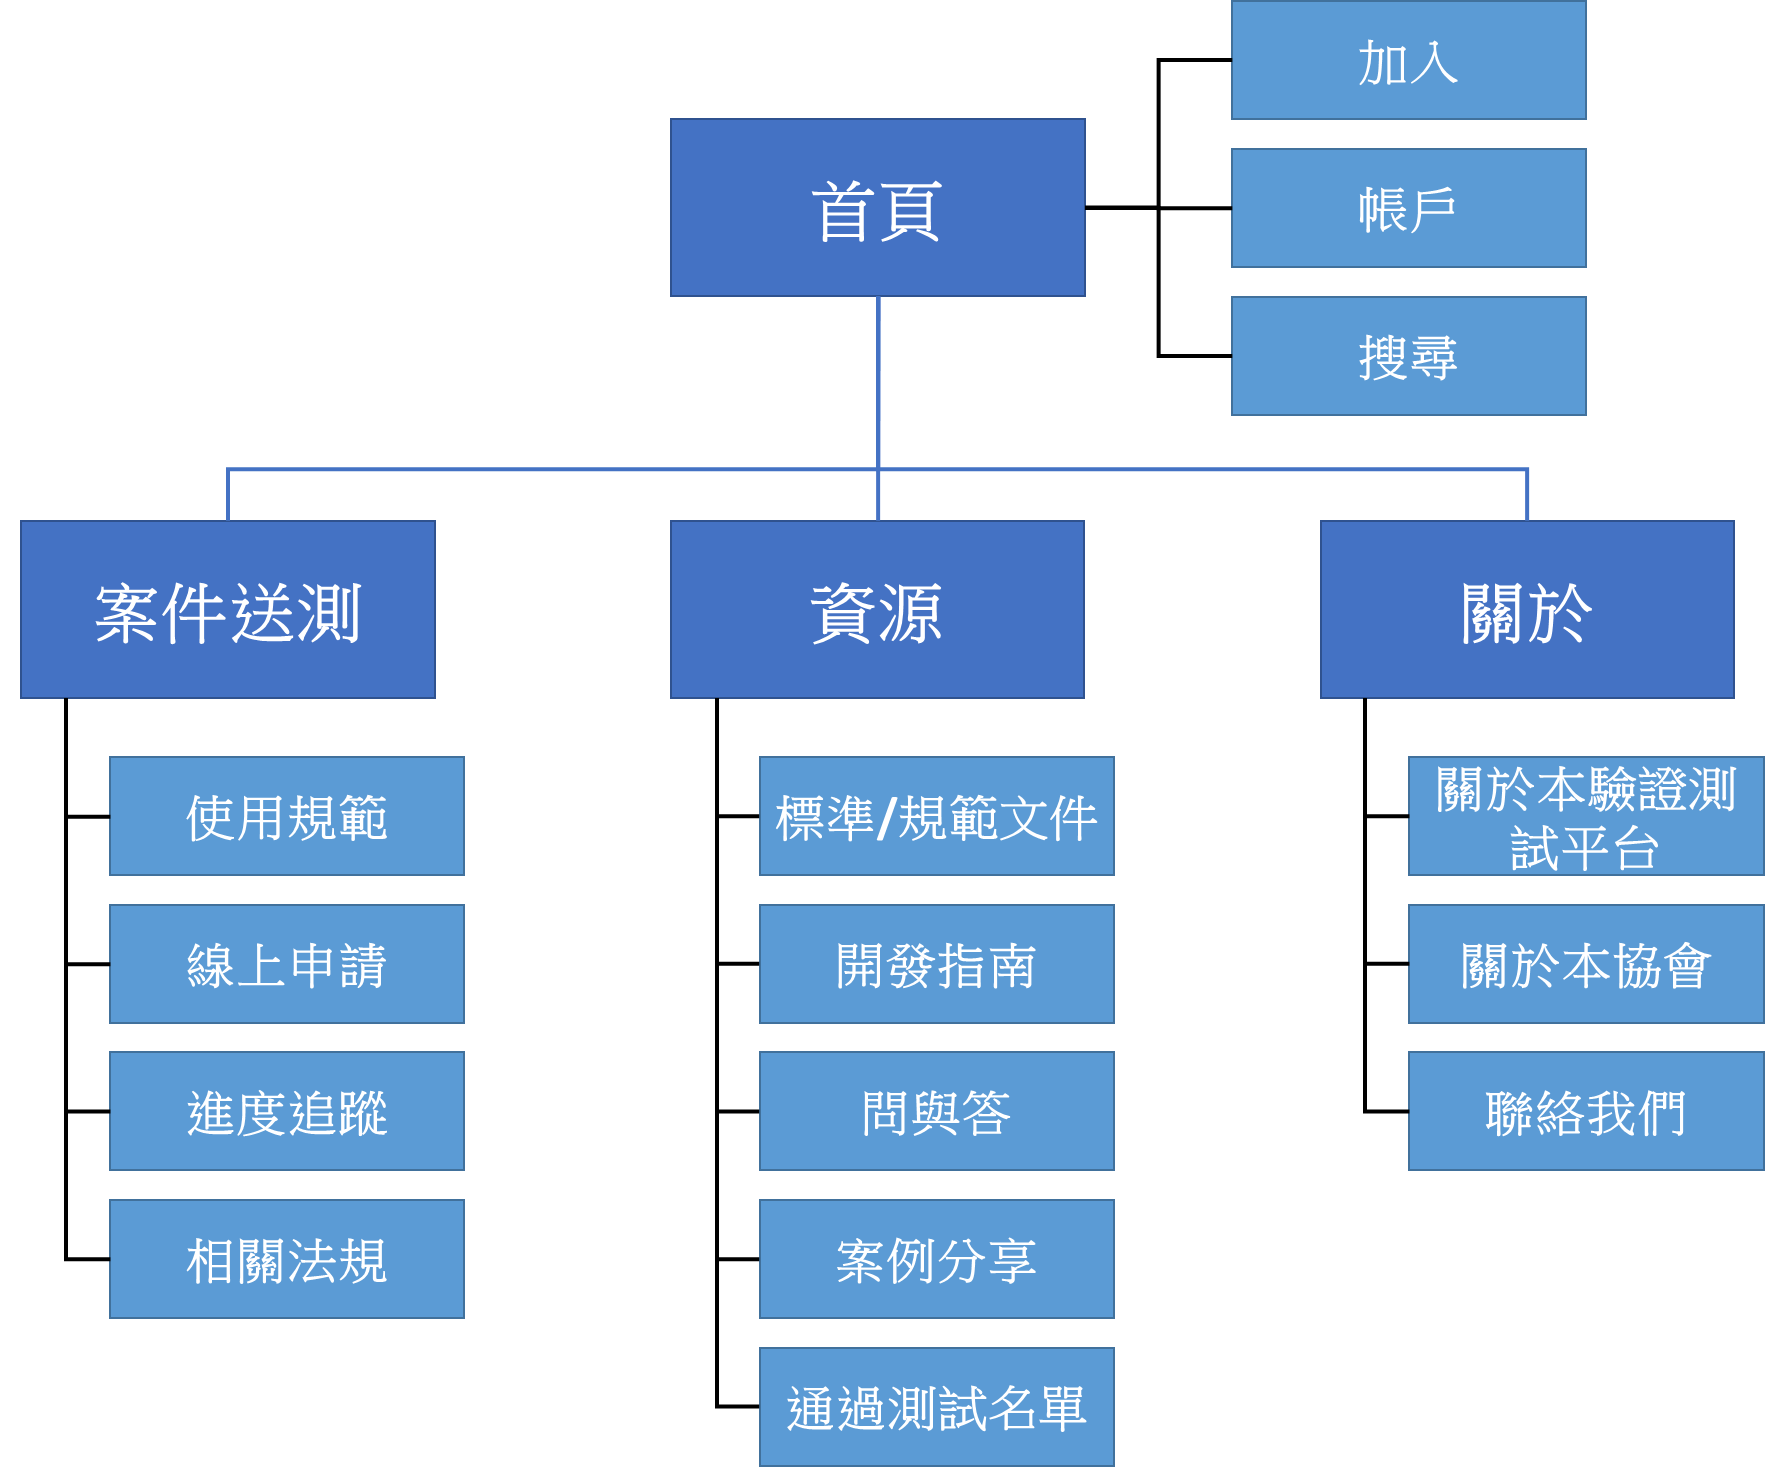 加入
首頁
帳戶
搜尋
案件送測
資源
關於
使用規範
線上申請
進度追蹤
相關法規
標準/規範文件
開發指南
問與答
案例分享
通過測試名單
關於本驗證測
試平台
關於本協會
聯絡我們